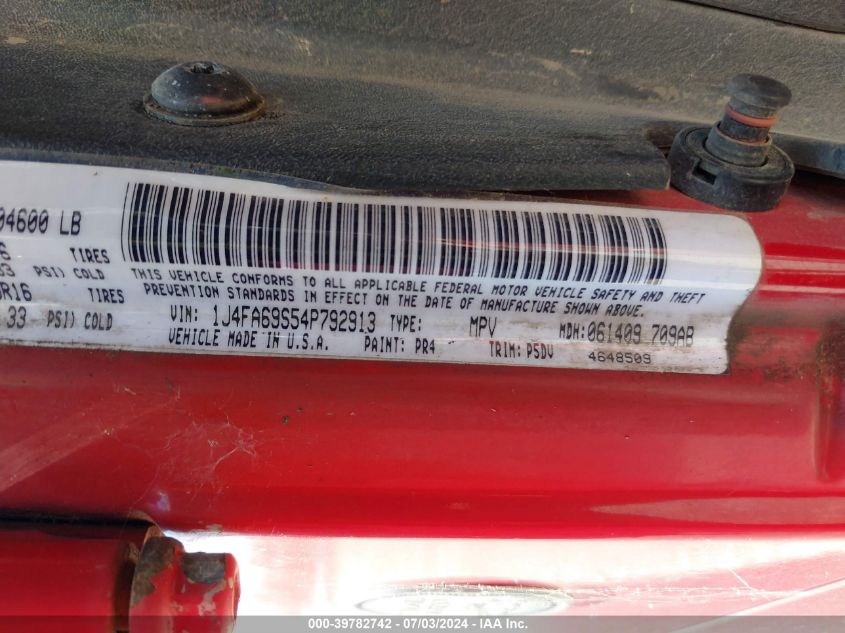 04600 LB
TIRES
33 PSI) COLD
R16 TIRES
33 PSI) COLD
THIS VEHICLE CONFORMS TO ALL APPLICABLE FEDERAL MOTOR VEHICLE SAFETY AND THEFT
PREVENTION STANDARDS IN EFFECT ON THE DATE OF MANUFACTURE SHOWN ABOVE.
VIN: 1J4FA69S54P792913 TYPE: MPV MDH: 061409 709AB
VEHICLE MADE IN U.S.A. PAINT: PR4 TRIM: P5DV 4648509
000-39782742 - 07/03/2024 - IAA Inc.